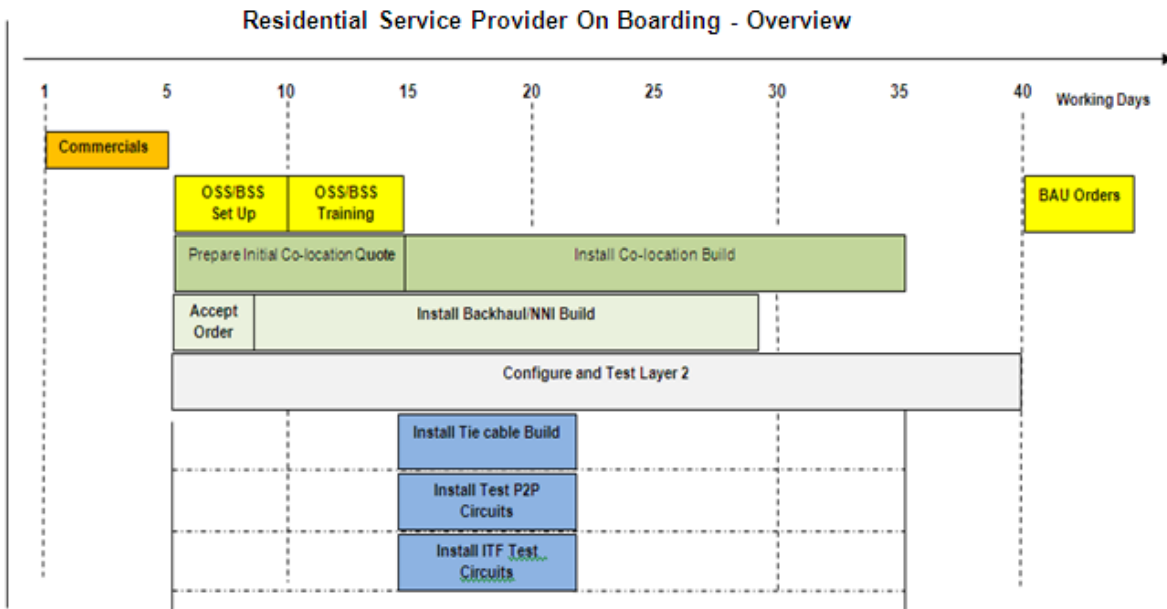 Residential Service Provider On Boarding - Overview
1 5 10 15 20 25 30 35 40 Working Days
Commercials
OSS/BSS
Set Up
OSS/BSS
Training
BAU Orders
Prepare Initial Co-location Quote
Install Co-location Build
Accept
Order
Install Backhaul/NNI Build
Configure and Test Layer 2
Install Tie cable Build
Install Test P2P
Circuits
Install ITF Test
Circuits